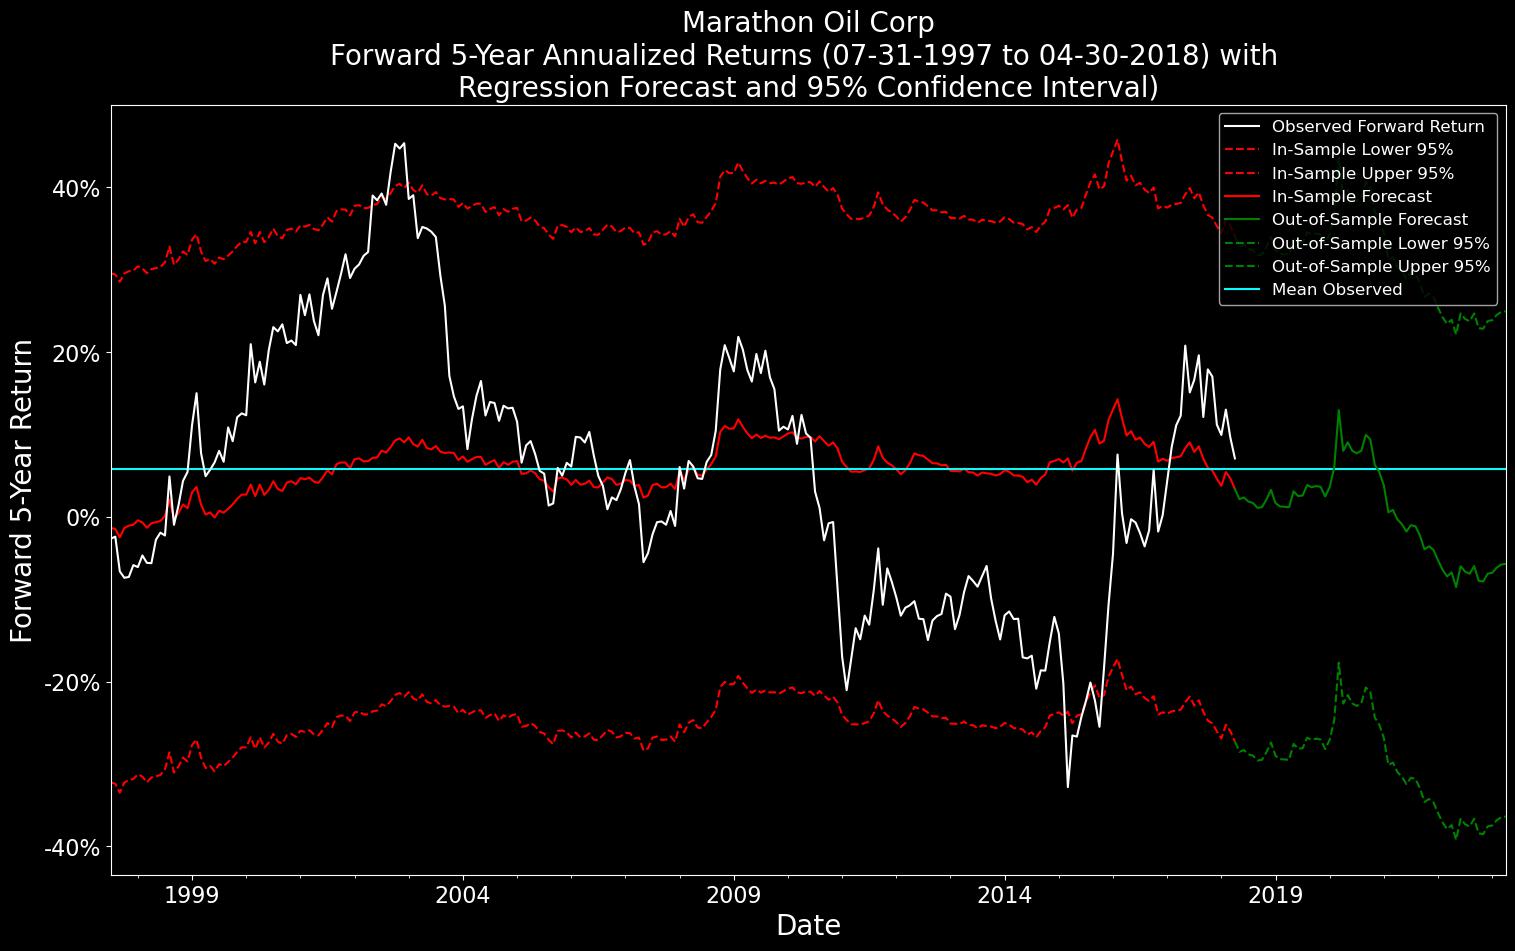 Marathon Oil Corp
Forward 5-Year Annualized Returns (07-31-1997 to 04-30-2018) with
Regression Forecast and 95% Confidence Interval)
Observed Forward Return
In-Sample Lower 95%
In-Sample Upper 95%
In-Sample Forecast
Out-of-Sample Forecast
Out-of-Sample Lower 95%
Out-of-Sample Upper 95%
Mean Observed
Forward 5-Year Return
40%
20%
0%
-20%
-40%
1999 2004 2009 2014 2019
Date